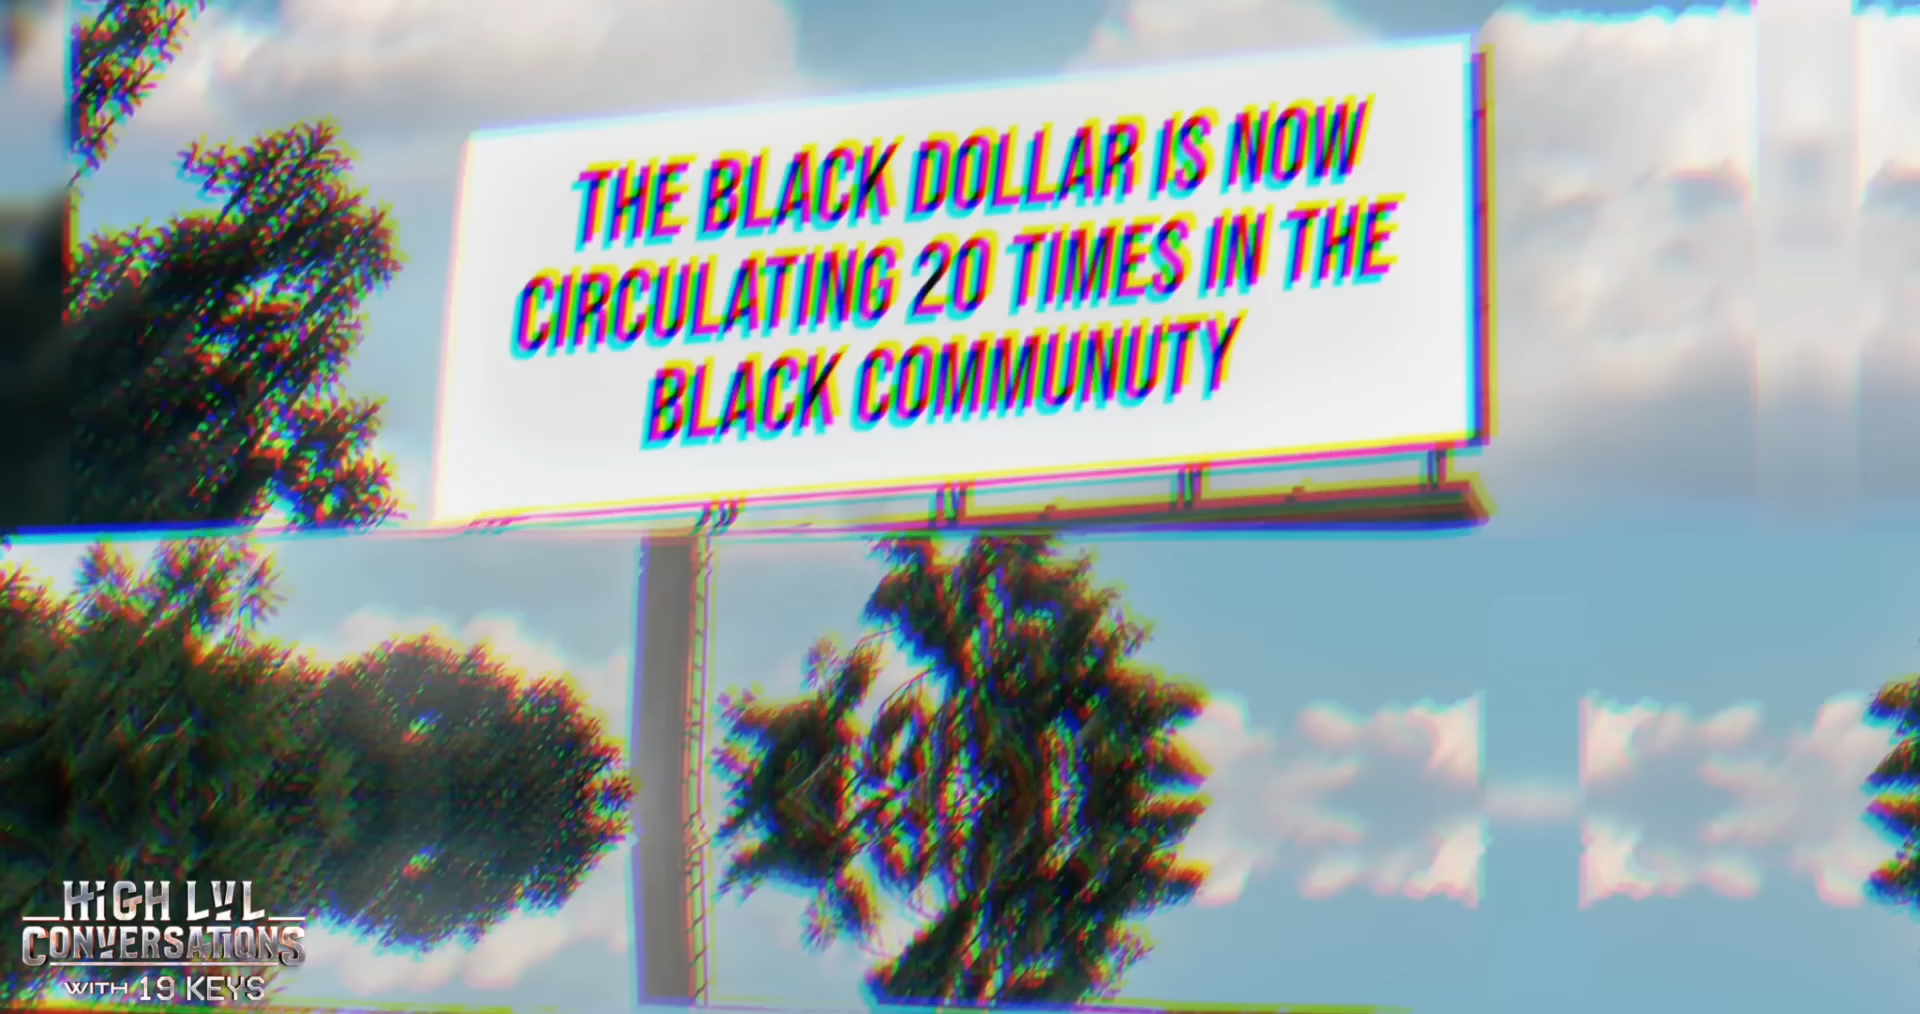 THE BLACK DOLLAR IS NOW
CIRCULATING 20 TIMES IN THE
BLACK COMMUNUTY
HiGH LVL
CONVERSATIONS
WITH 19 KEYS